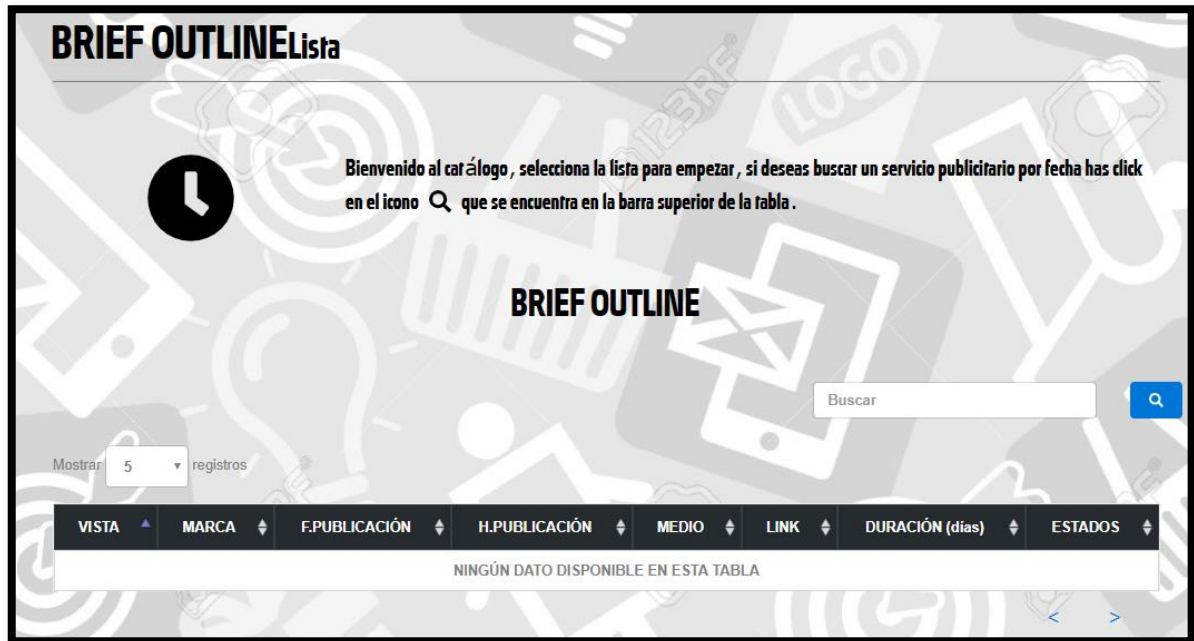 BRIEF OUTLINELista
LOGO
123RF
Bienvenido al catálogo, selecciona la lista para empezar, si deseas buscar un servicio publicitario por fecha has click
en el icono que se encuentra en la barra superior de la tabla.
BRIEF OUTLINE
Buscar
Mostrar 5 registros
VISTA MARCA F.PUBLICACIÓN H.PUBLICACIÓN MEDIO LINK DURACIÓN (días) ESTADOS
NINGÚN DATO DISPONIBLE EN ESTA TABLA
< >